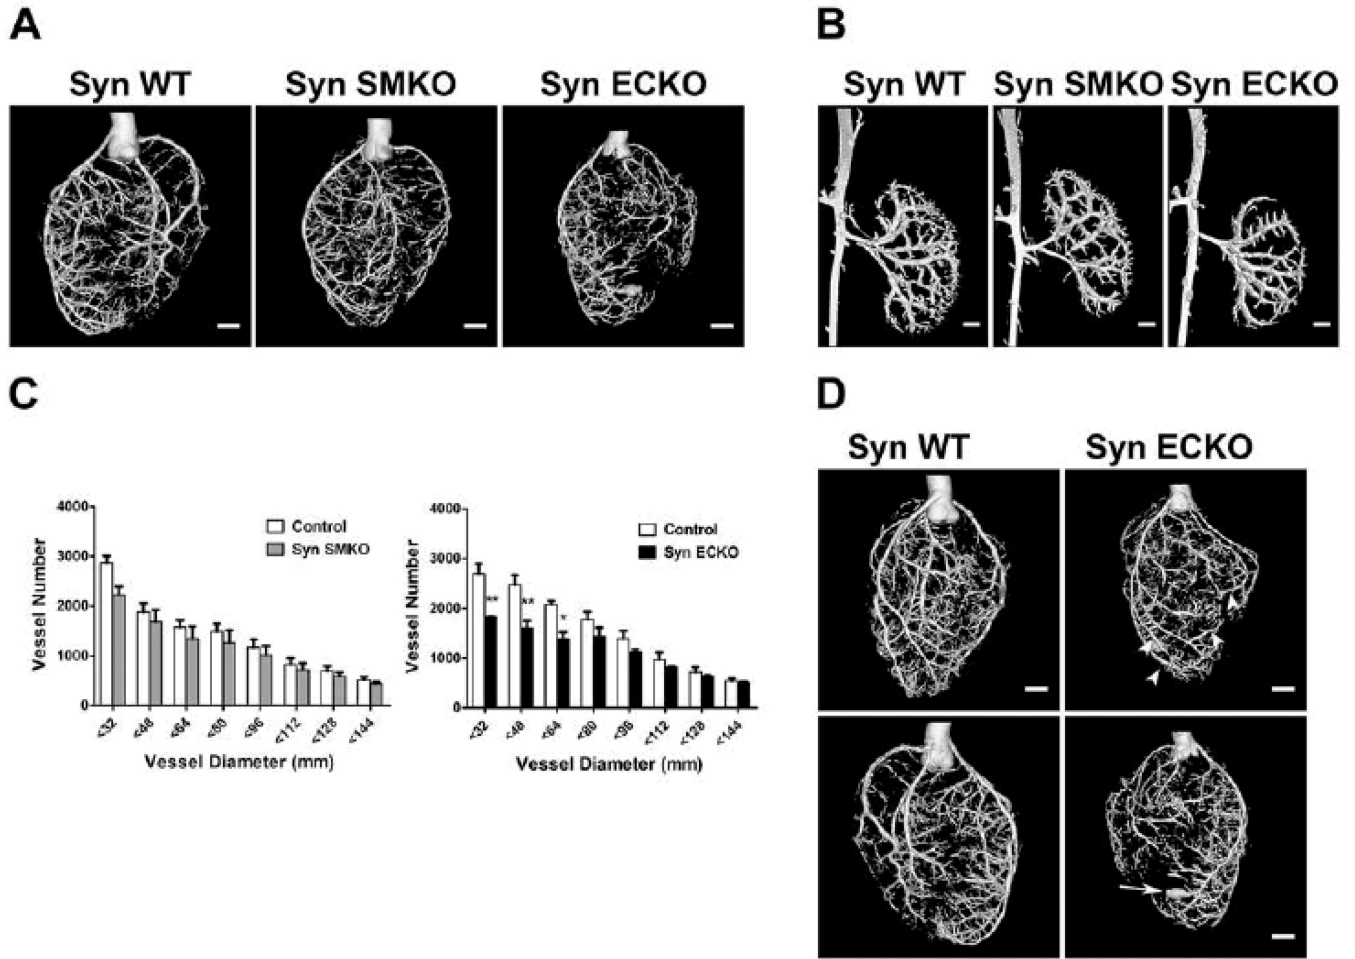 A
Syn WT Syn SMKO Syn ECKO
B
Syn WT Syn SMKO Syn ECKO
C
4000
3000
2000
1000
0
Vessel Number
Control
Syn SMKO
<32 <48 <64 <80 <96 <112 <128 <144
Vessel Diameter (mm)
4000
3000
2000
1000
0
Vessel Number
Control
Syn ECKO
** ** *
<32 <48 <64 <80 <96 <112 <128 <144
Vessel Diameter (mm)
D
Syn WT Syn ECKO